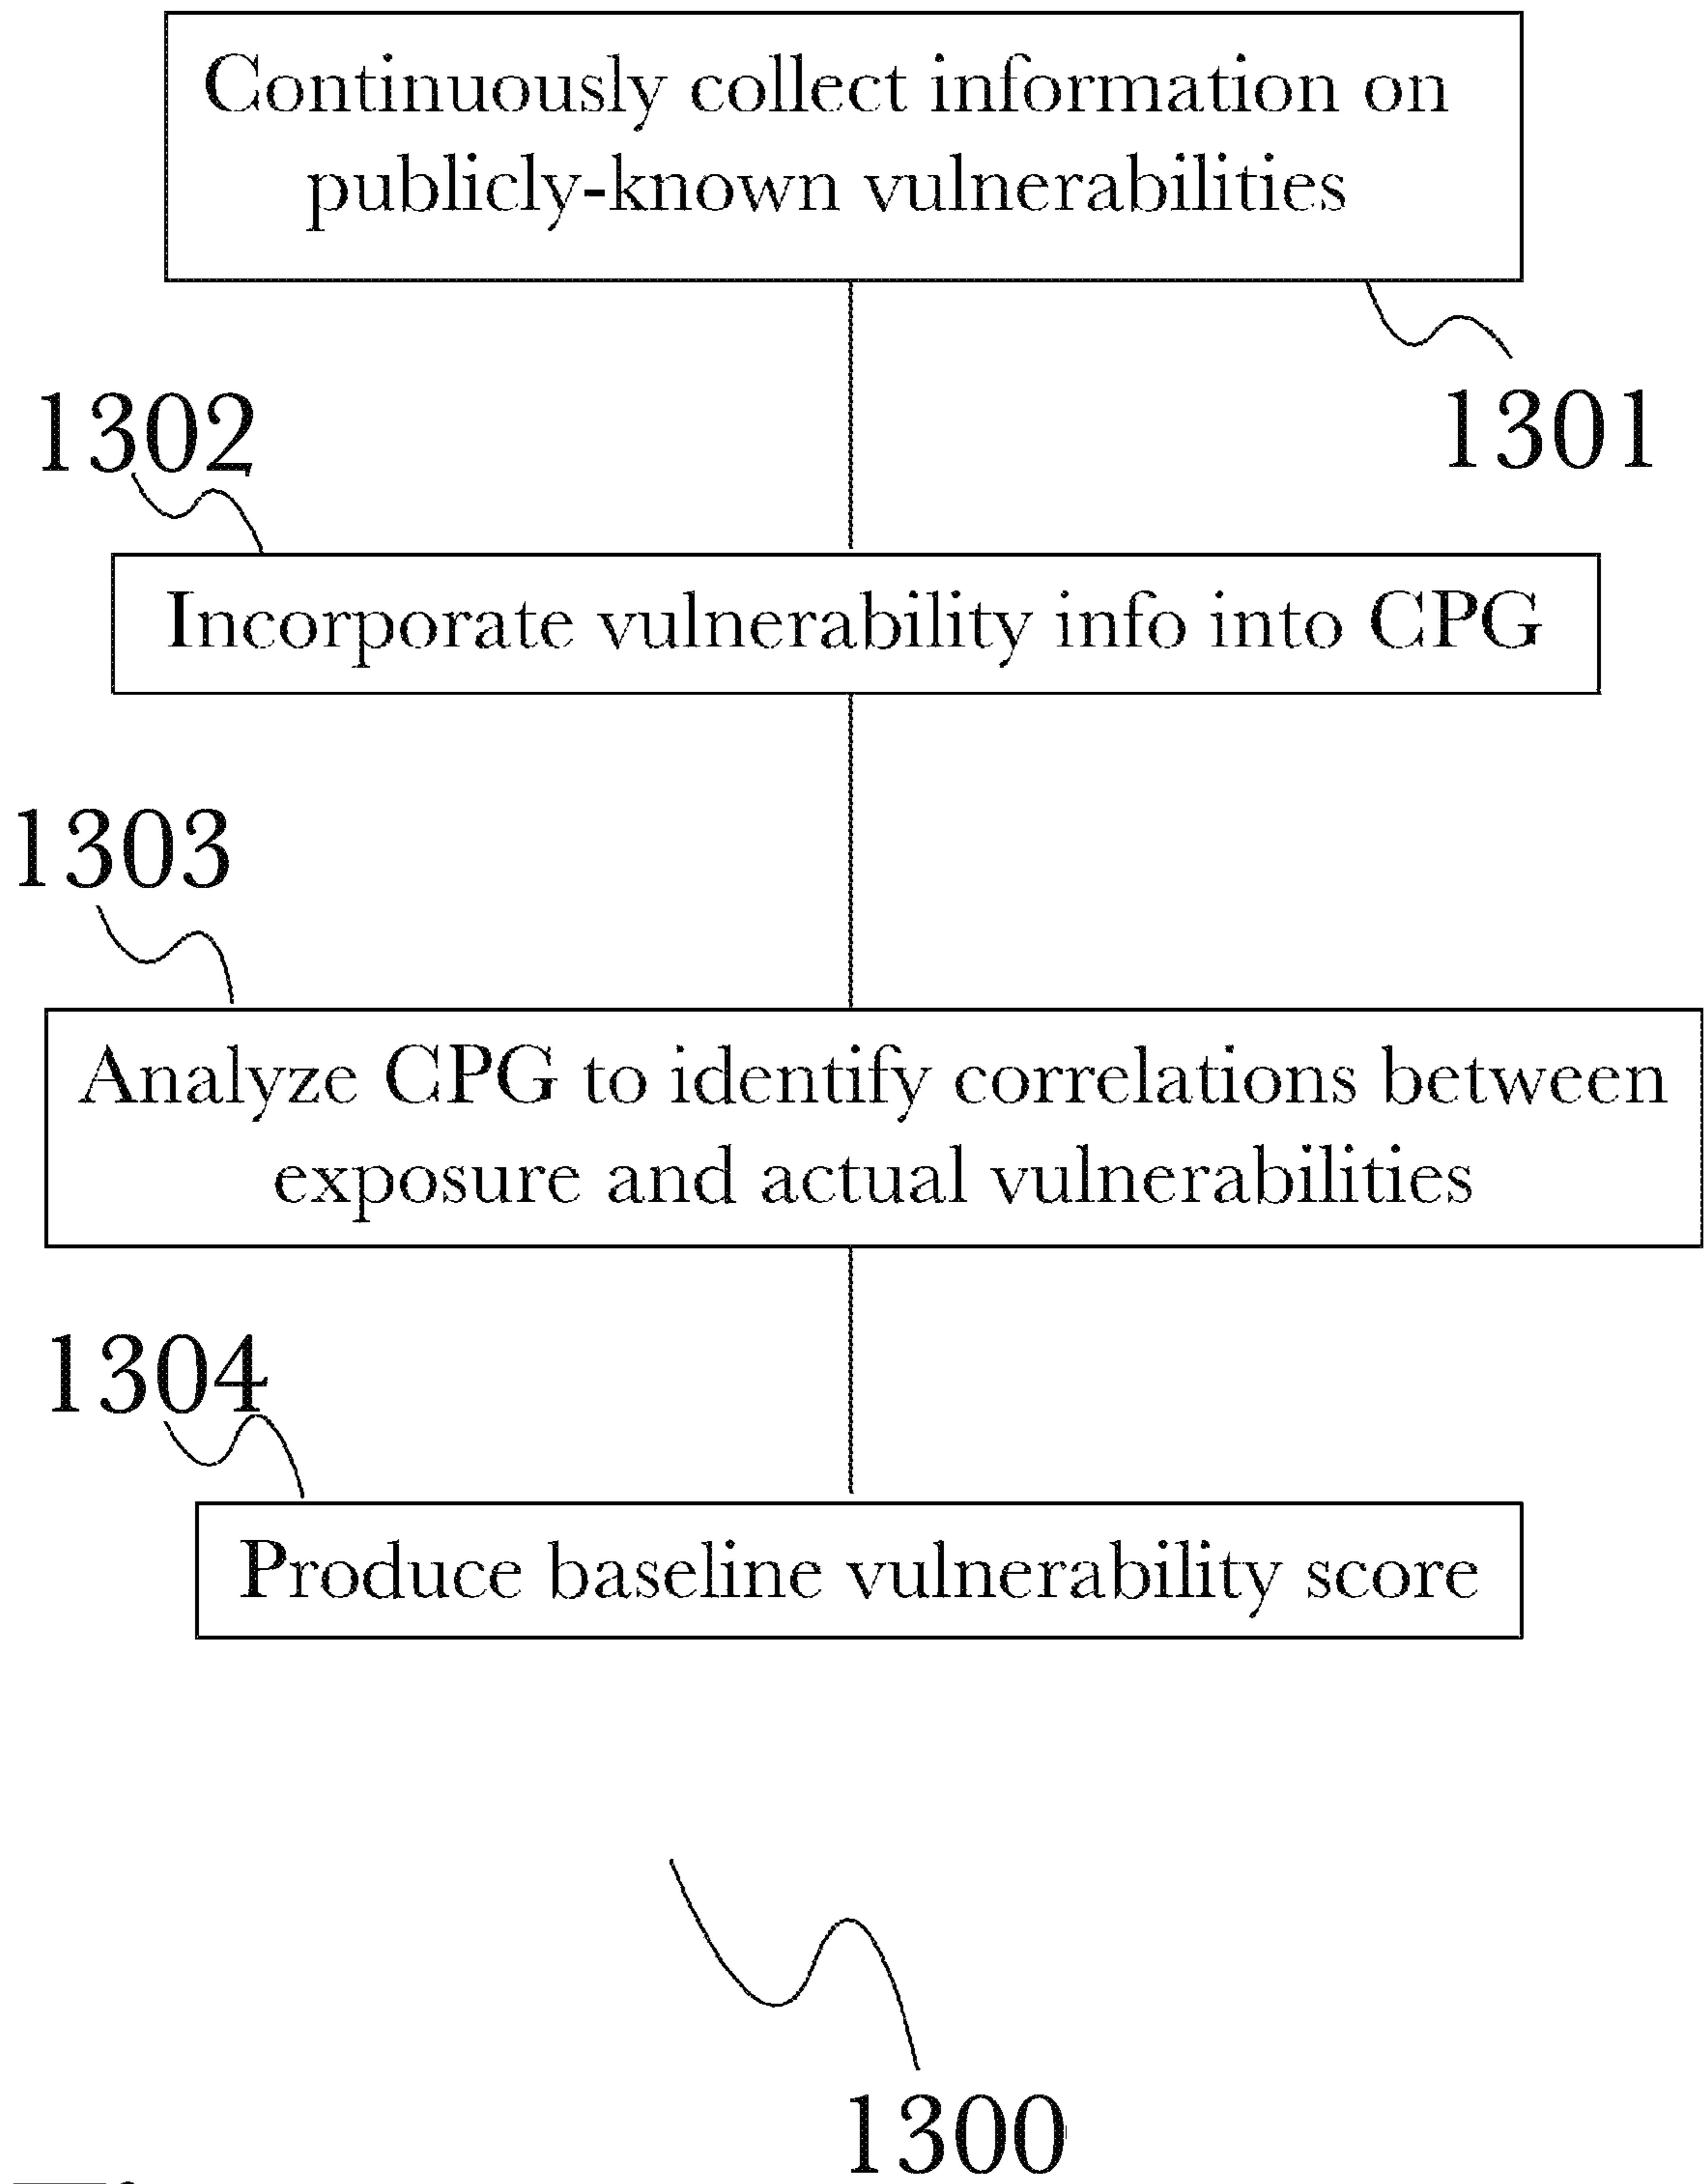 Continuously collect information on
publicly-known vulnerabilities
1301
1302
Incorporate vulnerability info into CPG
1303
Analyze CPG to identify correlations between
exposure and actual vulnerabilities
1304
Produce baseline vulnerability score
1300